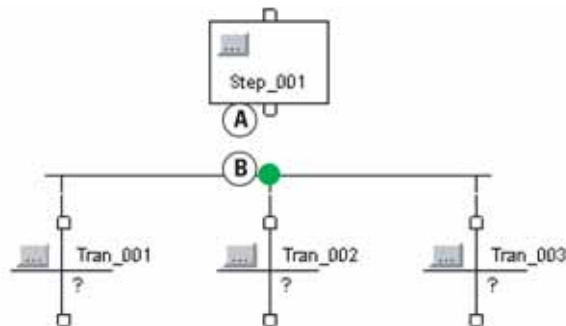 ...
Step_001
A
B
... Tran_001 ... Tran_002 ... Tran_003
? ? ?